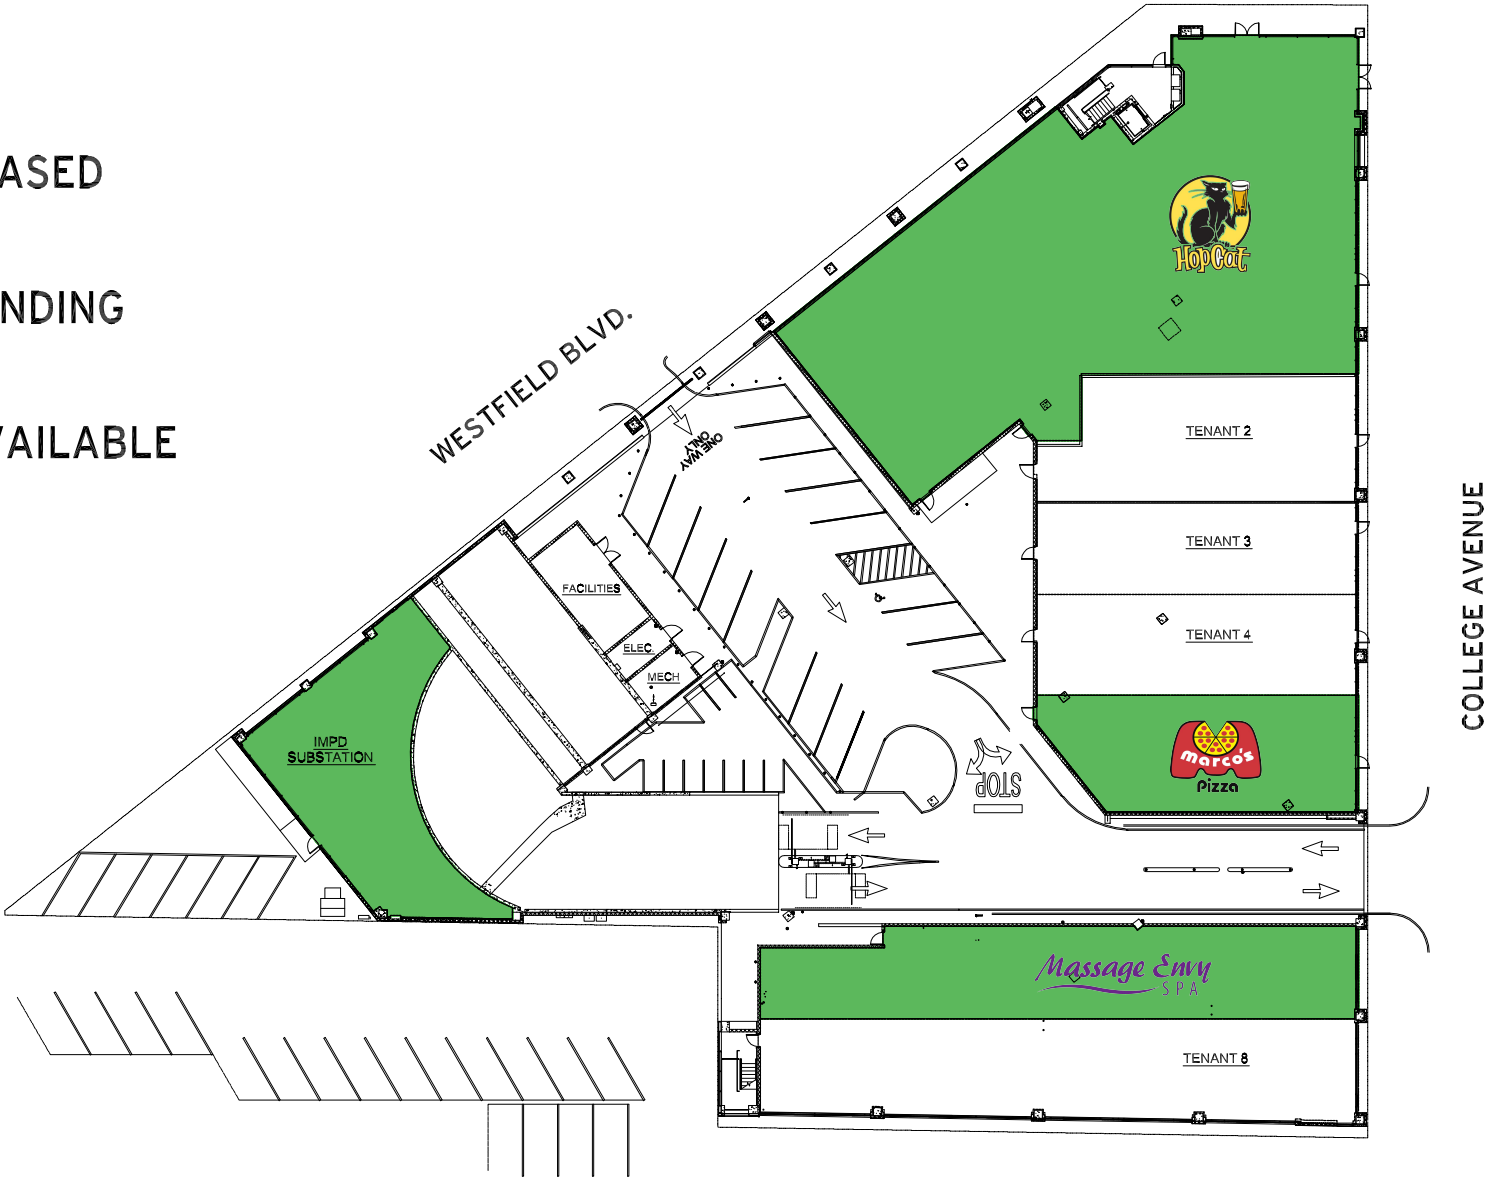 ASED
NDING
VAILABLE
WESTFIELD BLVD.
COLLEGE AVENUE
HopCat
TENANT 2
TENANT 3
TENANT 4
marco's
Pizza
ONE WAY
ONLY
FACILITIES
ELEC.
MECH
IMPD
SUBSTATION
STOP
Massage Envy
SPA
TENANT 8